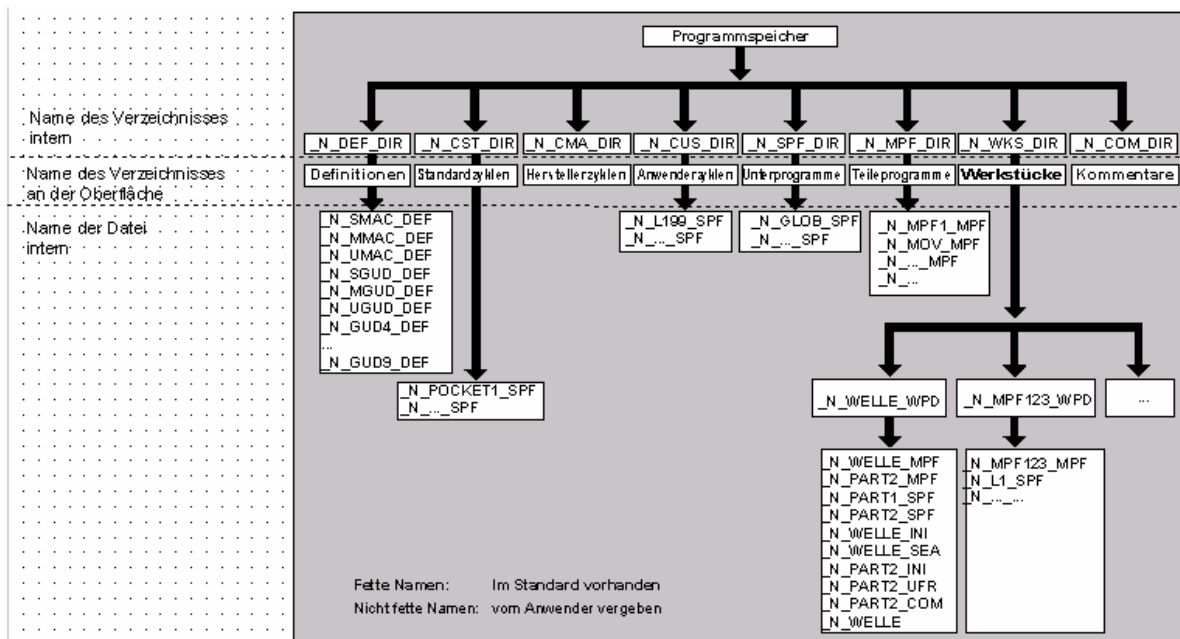 Programmspeicher
Name des Verzeichnisses
intern
_N_DEF_DIR
_N_CST_DIR
_N_CMA_DIR
_N_CUS_DIR
_N_SPF_DIR
_N_MPF_DIR
_N_WKS_DIR
_N_COM_DIR
Name des Verzeichnisses
an der Oberfläche
Definitionen
Standardzyklen
Herstellerzyklen
Anwenderzyklen
Unterprogramme
Teileprogramme
Werkstücke
Kommentare
Name der Datei
intern
_N_SMAC_DEF
_N_MMAC_DEF
_N_UMAC_DEF
_N_SGUD_DEF
_N_MGUD_DEF
_N_UGUD_DEF
_N_GUD4_DEF
...
_N_GUD9_DEF
_N_L199_SPF
_N_..._SPF
_N_GLOB_SPF
_N_..._SPF
_N_MPF1_MPF
_N_MOV_MPF
_N_..._MPF
_N_...
_N_POCKET1_SPF
_N_..._SPF
_N_WELLE_WPD
_N_MPF123_WPD
...
_N_WELLE_MPF
_N_PART2_MPF
_N_PART1_SPF
_N_PART2_SPF
_N_WELLE_INI
_N_WELLE_SEA
_N_PART2_INI
_N_PART2_UFR
_N_PART2_COM
_N_WELLE
_N_MPF123_MPF
_N_L1_SPF
_N_..._...
Fette Namen: Im Standard vorhanden
Nicht fette Namen: vom Anwender vergeben